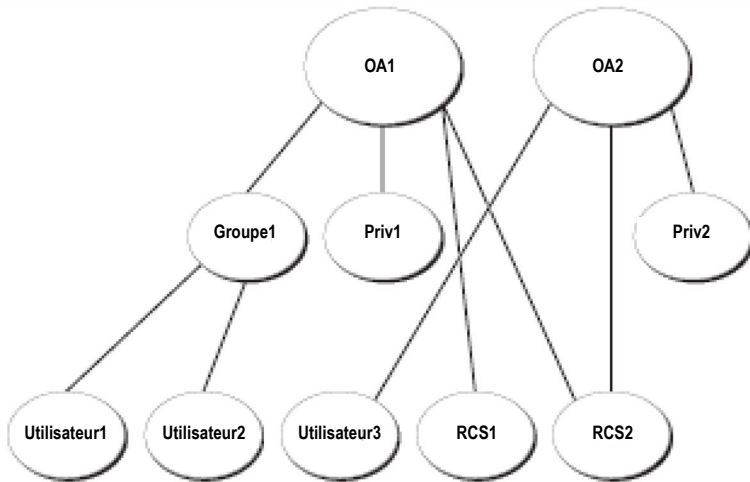 OA1
OA2
Groupe1
Priv1
Priv2
Utilisateur1
Utilisateur2
Utilisateur3
RCS1
RCS2